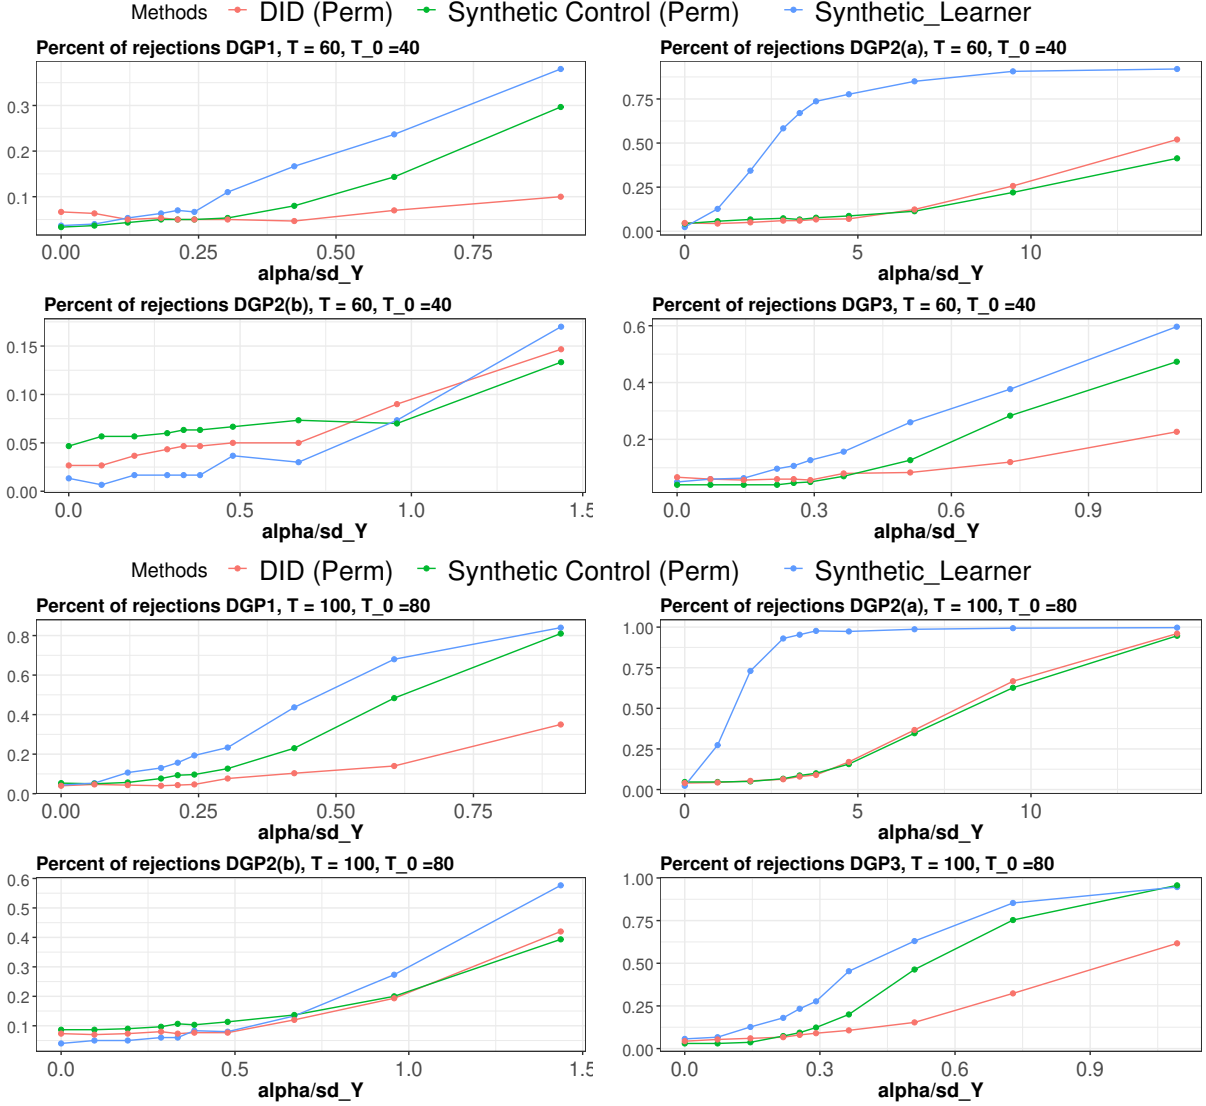 Methods DID (Perm) Synthetic Control (Perm) Synthetic_Learner
Percent of rejections DGP1, T = 60, T_0 =40
0.3
0.2
0.1
0.00 0.25 0.50 0.75
alpha/sd_Y
Percent of rejections DGP2(a), T = 60, T_0 =40
0.75
0.50
0.25
0.00
0 5 10
alpha/sd_Y
Percent of rejections DGP2(b), T = 60, T_0 =40
0.15
0.10
0.05
0.00
0.0 0.5 1.0 1.5
alpha/sd_Y
Percent of rejections DGP3, T = 60, T_0 =40
0.6
0.4
0.2
0.0 0.3 0.6 0.9
alpha/sd_Y
Methods DID (Perm) Synthetic Control (Perm) Synthetic_Learner
Percent of rejections DGP1, T = 100, T_0 =80
0.8
0.6
0.4
0.2
0.0
0.00 0.25 0.50 0.75
alpha/sd_Y
Percent of rejections DGP2(a), T = 100, T_0 =80
1.00
0.75
0.50
0.25
0.00
0 5 10
alpha/sd_Y
Percent of rejections DGP2(b), T = 100, T_0 =80
0.6
0.5
0.4
0.3
0.2
0.1
0.0 0.5 1.0 1.5
alpha/sd_Y
Percent of rejections DGP3, T = 100, T_0 =80
1.00
0.75
0.50
0.25
0.00
0.0 0.3 0.6 0.9
alpha/sd_Y